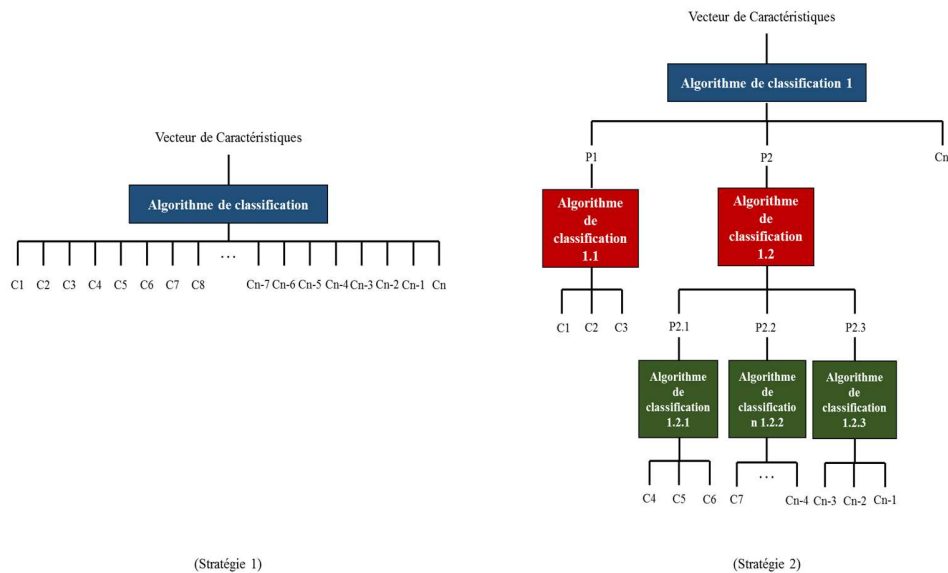 Vecteur de Caractéristiques
Algorithme de classification
...
C1 C2 C3 C4 C5 C6 C7 C8 Cn-7 Cn-6 Cn-5 Cn-4 Cn-3 Cn-2 Cn-1 Cn
(Stratégie 1)
Vecteur de Caractéristiques
Algorithme de classification 1
P1 P2 Cn
Algorithme
de
classification
1.1
Algorithme
de
classification
1.2
C1 C2 C3
P2.1 P2.2 P2.3
Algorithme
de
classification
1.2.1
Algorithme
de
classificatio
n 1.2.2
Algorithme
de
classification
1.2.3
C4 C5 C6
C7 ... Cn-4
Cn-3 Cn-2 Cn-1
(Stratégie 2)